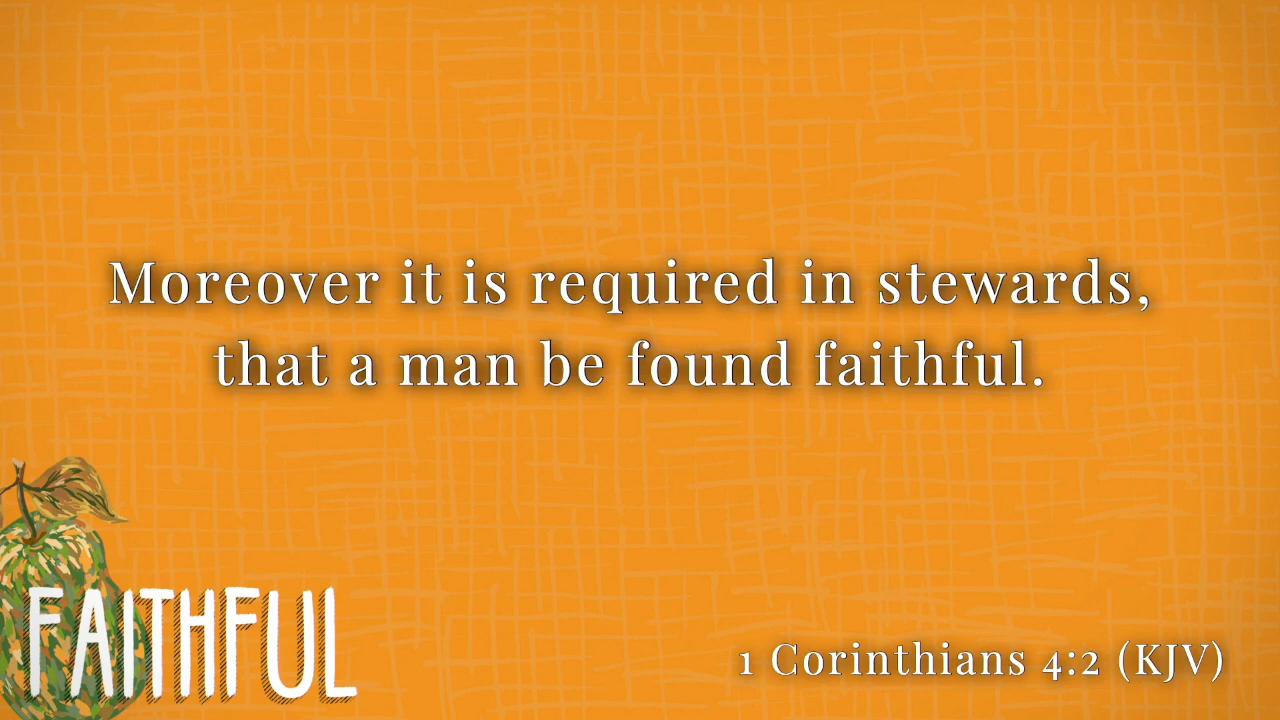 Moreover it is required in stewards,
that a man be found faithful.
FAITHFUL
1 Corinthians 4:2 (KJV)